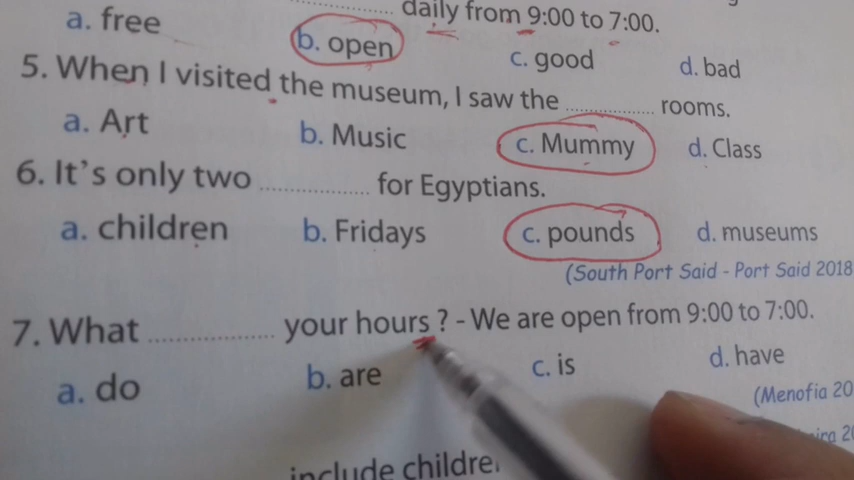 daily from 9:00 to 7:00.
a. free b. open c. good d. bad
5. When I visited the museum, I saw the .............. rooms.
a. Art b. Music c. Mummy d. Class
6. It's only two .................. for Egyptians.
a. children b. Fridays c. pounds d. museums
(South Port Said - Port Said 2018
7. What .................... your hours ? - We are open from 9:00 to 7:00.
a. do b. are c. is d. have
(Menofia 20
include